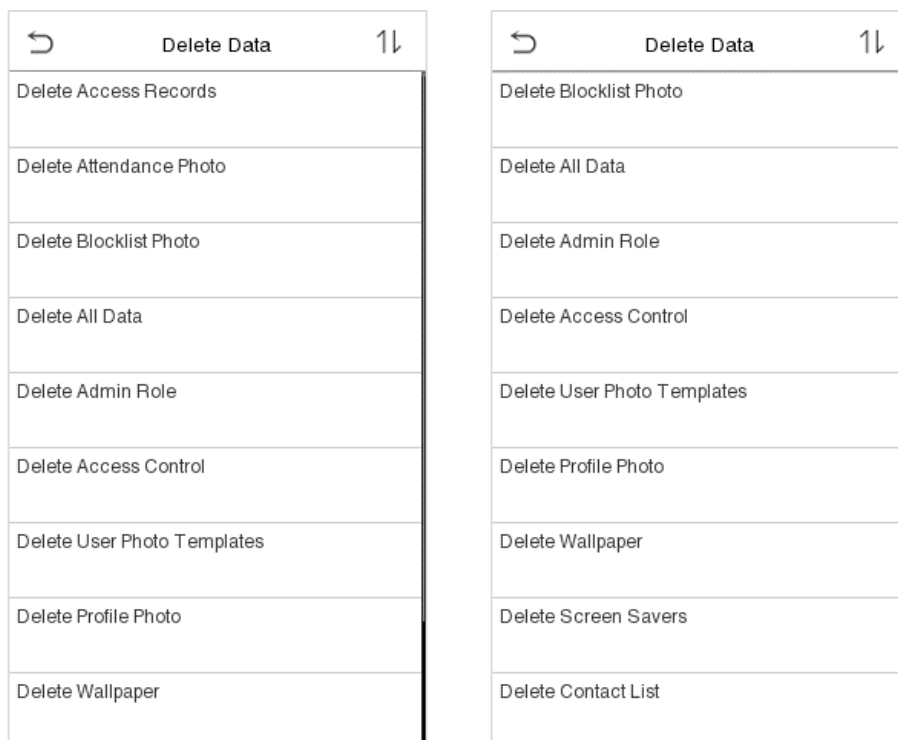 Delete Data
Delete Access Records
Delete Attendance Photo
Delete Blocklist Photo
Delete All Data
Delete Admin Role
Delete Access Control
Delete User Photo Templates
Delete Profile Photo
Delete Wallpaper
Delete Data
Delete Blocklist Photo
Delete All Data
Delete Admin Role
Delete Access Control
Delete User Photo Templates
Delete Profile Photo
Delete Wallpaper
Delete Screen Savers
Delete Contact List